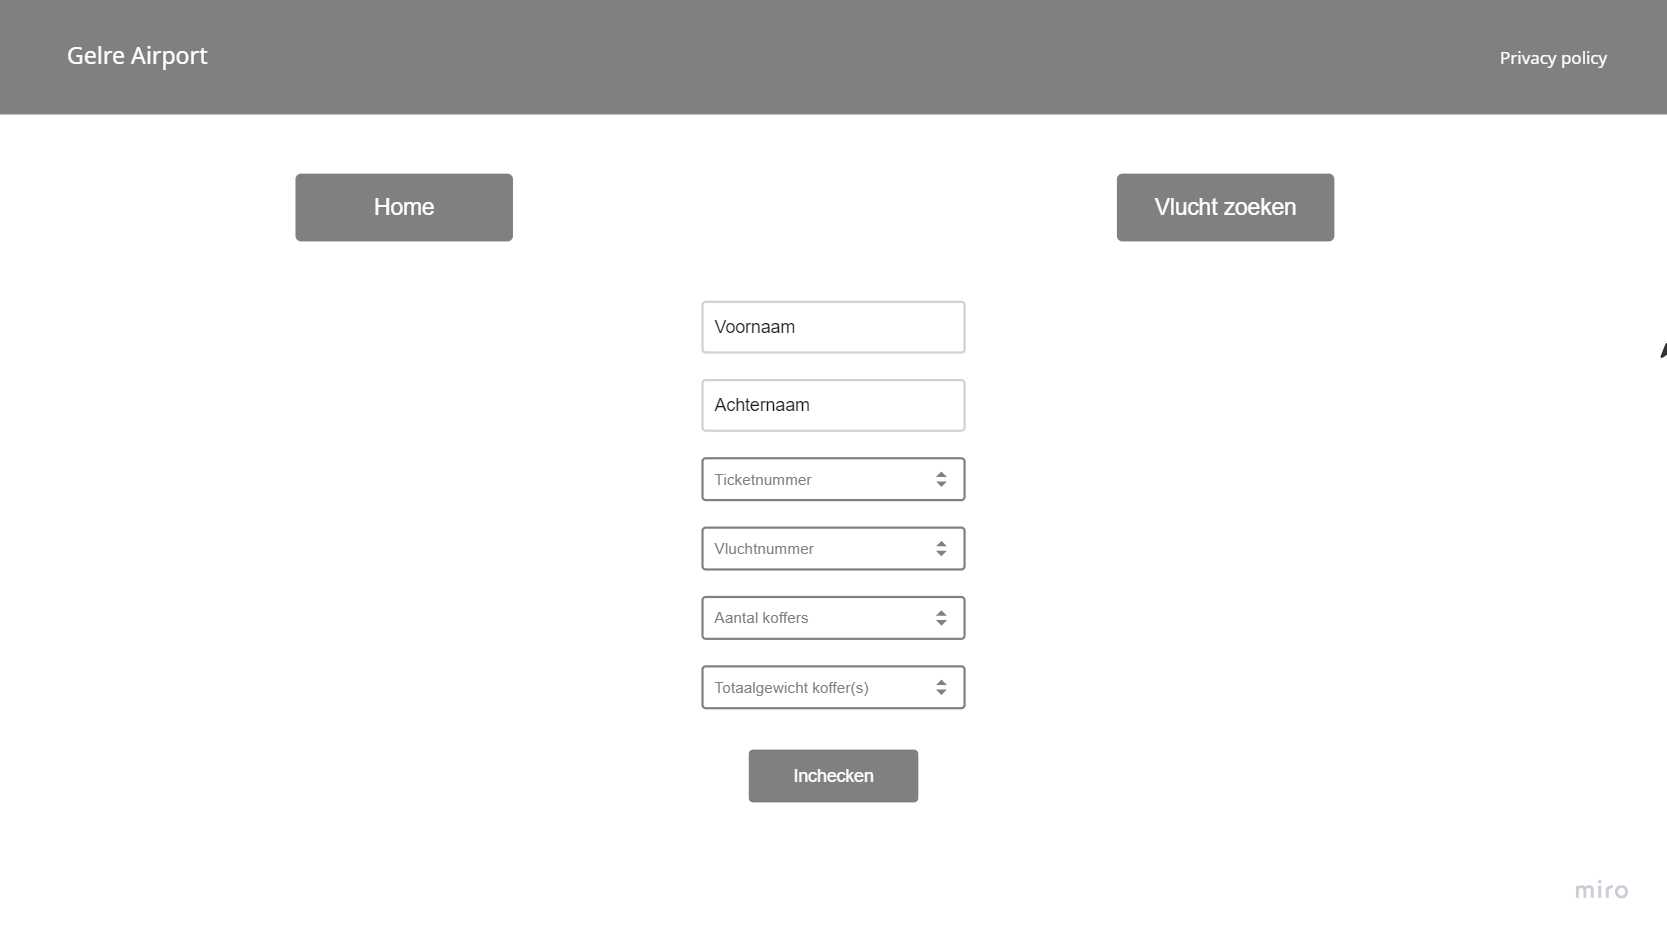 Gelre Airport
Privacy policy
Home
Vlucht zoeken
Voornaam
Achternaam
Ticketnummer
Vluchtnummer
Aantal koffers
Totaalgewicht koffer(s)
Inchecken
miro